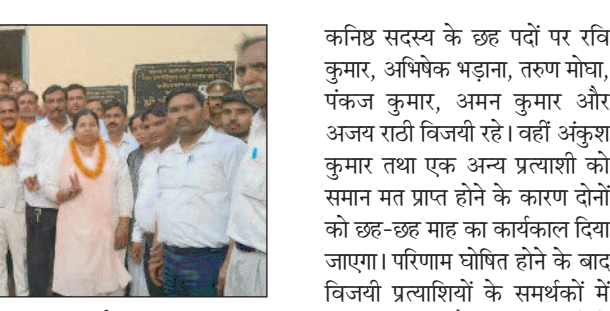 कनिष्ठ सदस्य के छह पदों पर रवि
कुमार, अभिषेक भड़ाना, तरुण मोघा,
पंकज कुमार, अमन कुमार और
अजय राठी विजयी रहे। वहीं अंकुश
कुमार तथा एक अन्य प्रत्याशी को
समान मत प्राप्त होने के कारण दोनों
को छह-छह माह का कार्यकाल दिया
जाएगा। परिणाम घोषित होने के बाद
विजयी प्रत्याशियों के समर्थकों में